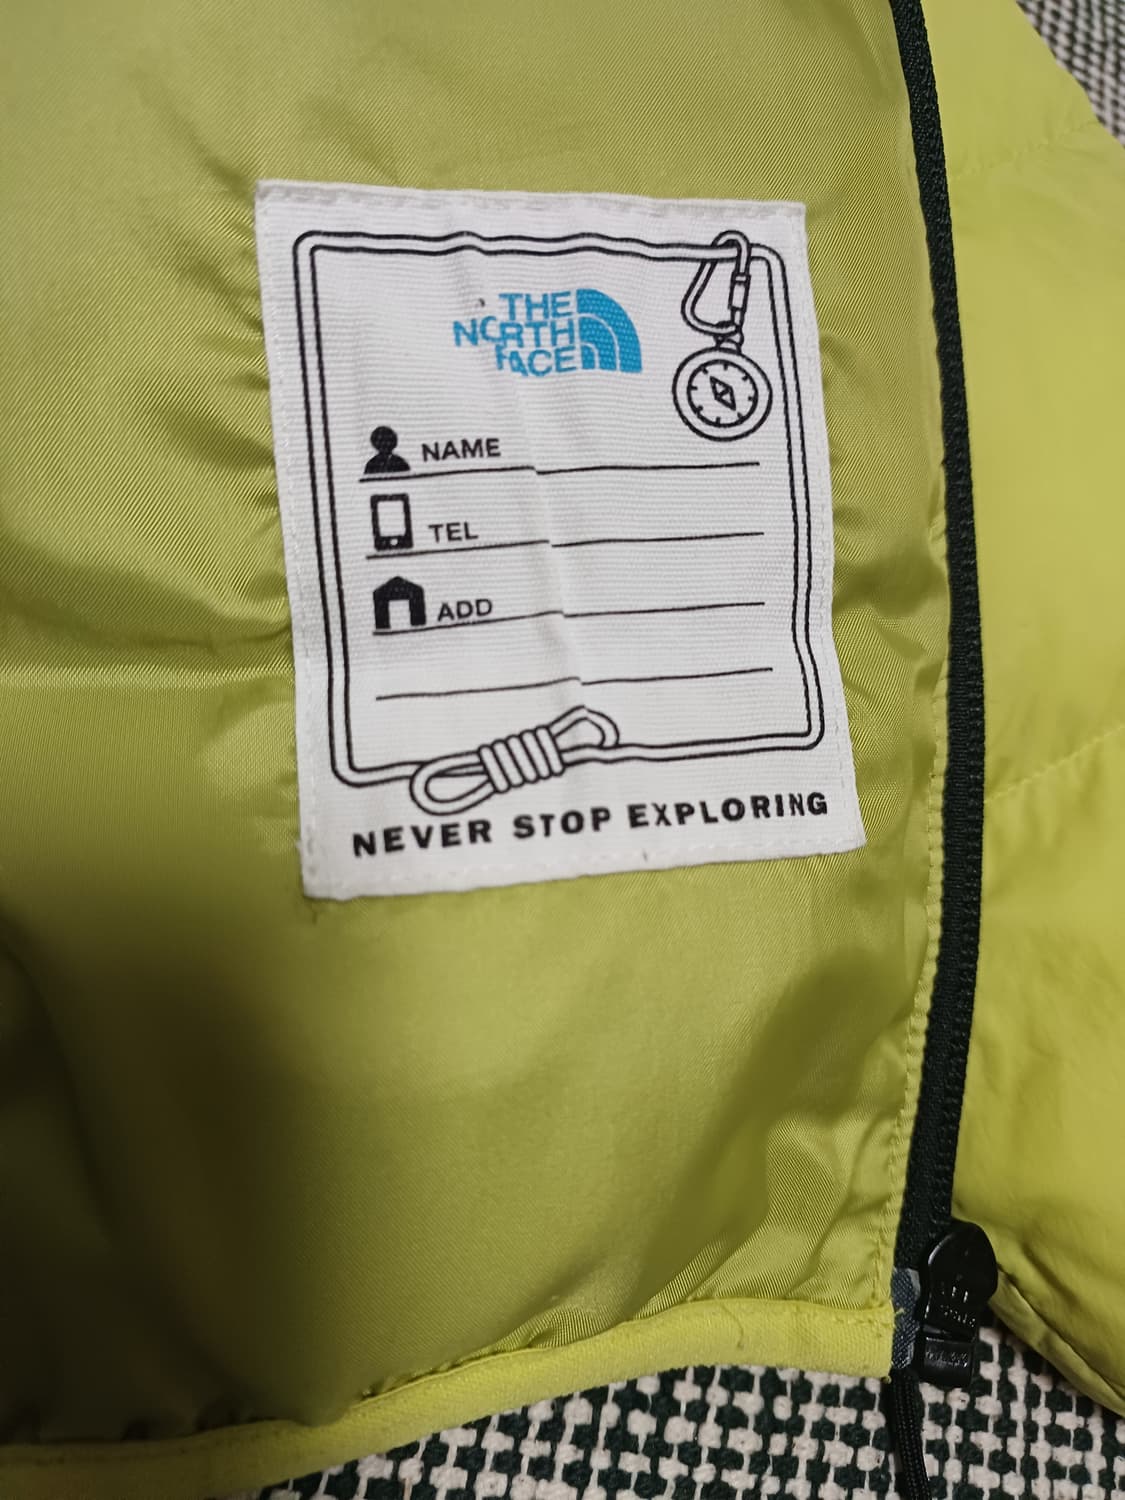 THE
NORTH
FACE
NAME
TEL
ADD
NEVER STOP EXPLORING